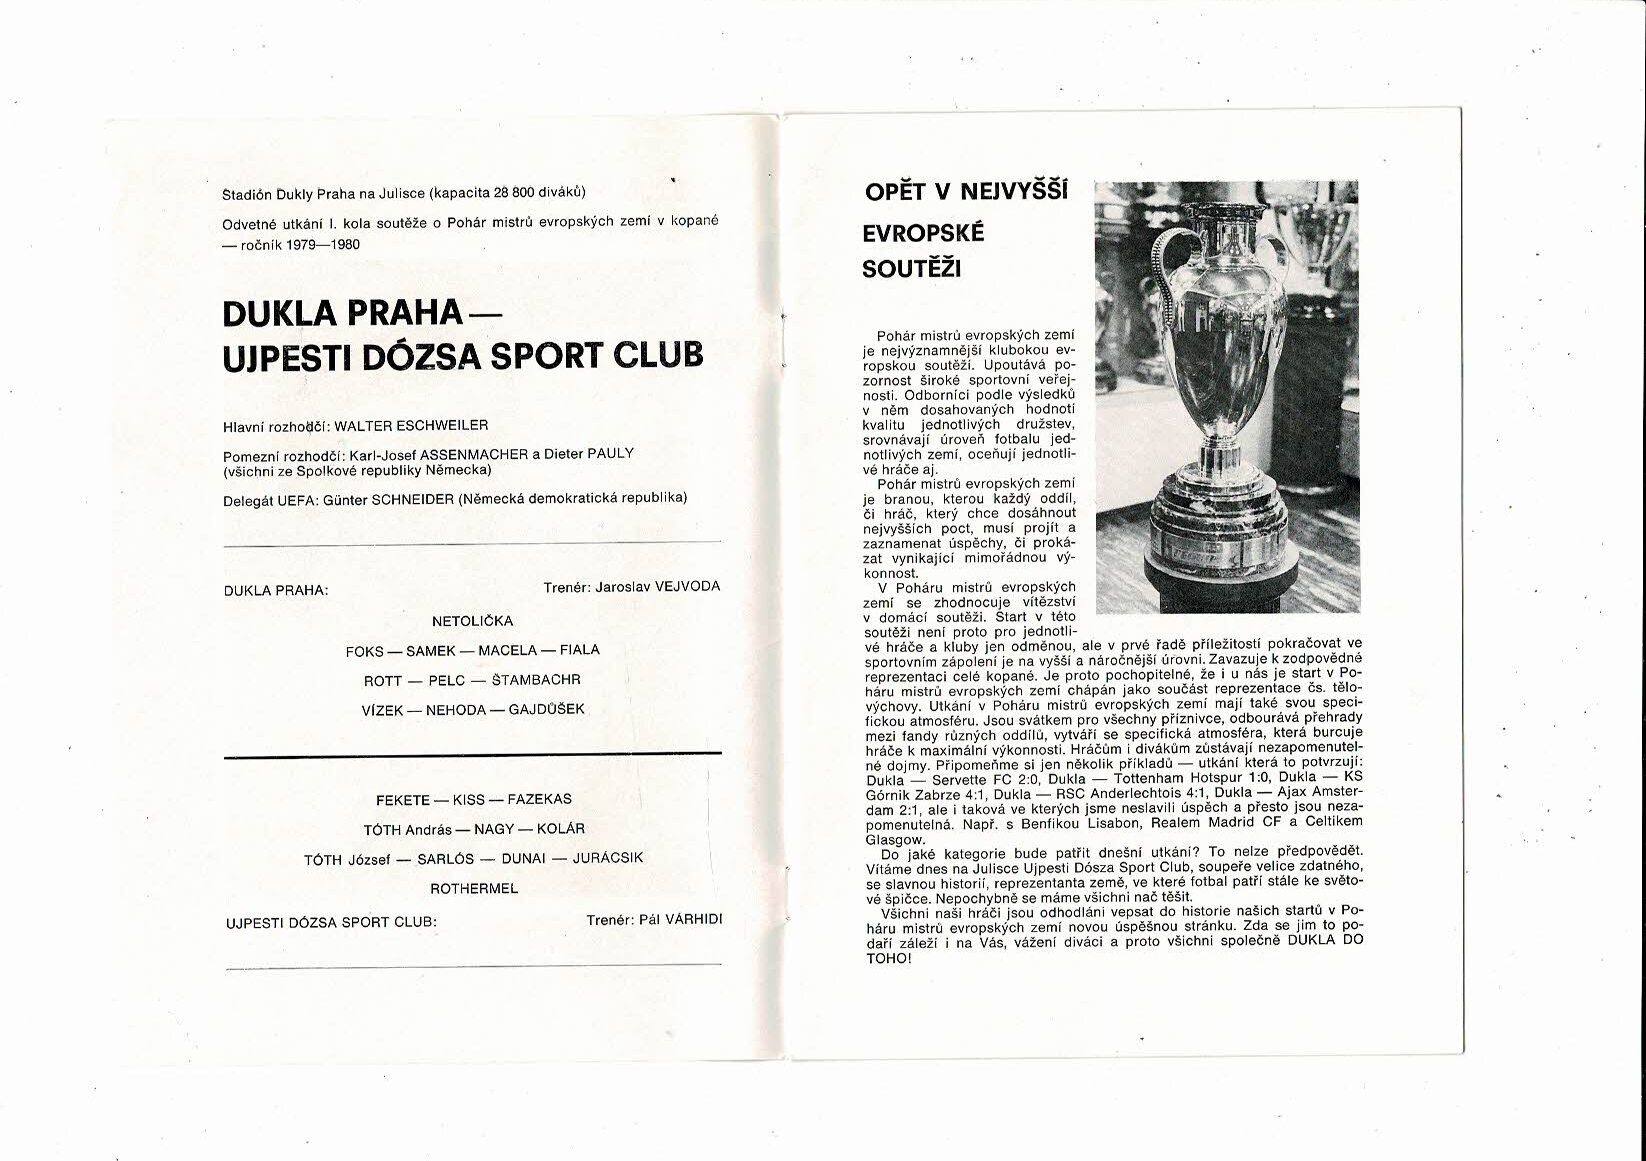 Stadión Dukly Praha na Julisce (kapacita 28 800 diváků)
Odvetné utkání I. kola soutěže o Pohár mistrů evropských zemí v kopané
— ročník 1979—1980
DUKLA PRAHA—
UJPESTI DÓZSA SPORT CLUB
Hlavní rozhodčí: WALTER ESCHWEILER
Pomezní rozhodčí: Karl-Josef ASSENMACHER a Dieter PAULY
(všichni ze Spolkové republiky Německa)
Delegát UEFA: Günter SCHNEIDER (Německá demokratická republika)
DUKLA PRAHA: Trenér: Jaroslav VEJVODA
NETOLIČKA
FOKS — SAMEK — MACELA — FIALA
ROTT — PELC — ŠTAMBACHR
VÍZEK — NEHODA — GAJDŮŠEK
FEKETE — KISS — FAZEKAS
TÓTH András — NAGY — KOLÁR
TÓTH József — SARLÓS — DUNAI — JURÁCSIK
ROTHERMEL
UJPESTI DÓZSA SPORT CLUB: Trenér: Pál VÁRHIDI
OPĚT V NEJVYŠŠÍ
EVROPSKÉ
SOUTĚŽI
Pohár mistrů evropských zemí
je nejvýznamnější klubokou ev-
ropskou soutěží. Upoutává po-
zornost široké sportovní veřej-
nosti. Odborníci podle výsledků
v něm dosahovaných hodnotí
kvalitu jednotlivých družstev,
srovnávají úroveň fotbalu jed-
notlivých zemí, oceňují jednotli-
vé hráče aj.
Pohár mistrů evropských zemí
je branou, kterou každý oddíl,
či hráč, který chce dosáhnout
nejvyšších poct, musí projít a
zaznamenat úspěchy, či proká-
zat vynikající mimořádnou vý-
konnost.
V Poháru mistrů evropských
zemí se zhodnocuje vítězství
v domácí soutěži. Start v této
soutěži není proto pro jednotli-
vé hráče a kluby jen odměnou, ale v prvé řadě příležitostí pokračovat ve
sportovním zápolení je na vyšší a náročnější úrovni. Zavazuje k zodpovědné
reprezentaci celé kopané. Je proto pochopitelné, že i u nás je start v Po-
háru mistrů evropských zemí chápán jako součást reprezentace čs. tělo-
výchovy. Utkání v Poháru mistrů evropských zemí mají také svou speci-
fickou atmosféru. Jsou svátkem pro všechny příznivce, odbourává přehrady
mezi fandy různých oddílů, vytváří se specifická atmosféra, která burcuje
hráče k maximální výkonnosti. Hráčům i divákům zůstávají nezapomenutel-
né dojmy. Připomeňme si jen několik příkladů — utkání která to potvrzují:
Dukla — Servette FC 2:0, Dukla — Tottenham Hotspur 1:0, Dukla — KS
Górnik Zabrze 4:1, Dukla — RSC Anderlechtois 4:1, Dukla — Ajax Amster-
dam 2:1, ale i taková ve kterých jsme neslavili úspěch a přesto jsou neza-
pomenutelná. Např. s Benfikou Lisabon, Realem Madrid CF a Celtikem
Glasgow.
Do jaké kategorie bude patřit dnešní utkání? To nelze předpovědět.
Vítáme dnes na Julisce Ujpesti Dósza Sport Club, soupeře velice zdatného,
se slavnou historií, reprezentanta země, ve které fotbal patří stále ke světo-
vé špičce. Nepochybně se máme všichni nač těšit.
Všichni naši hráči jsou odhodláni vepsat do historie našich startů v Po-
háru mistrů evropských zemí novou úspěšnou stránku. Zda se jim to po-
daří záleží i na Vás, vážení diváci a proto všichni společně DUKLA DO
TOHO!